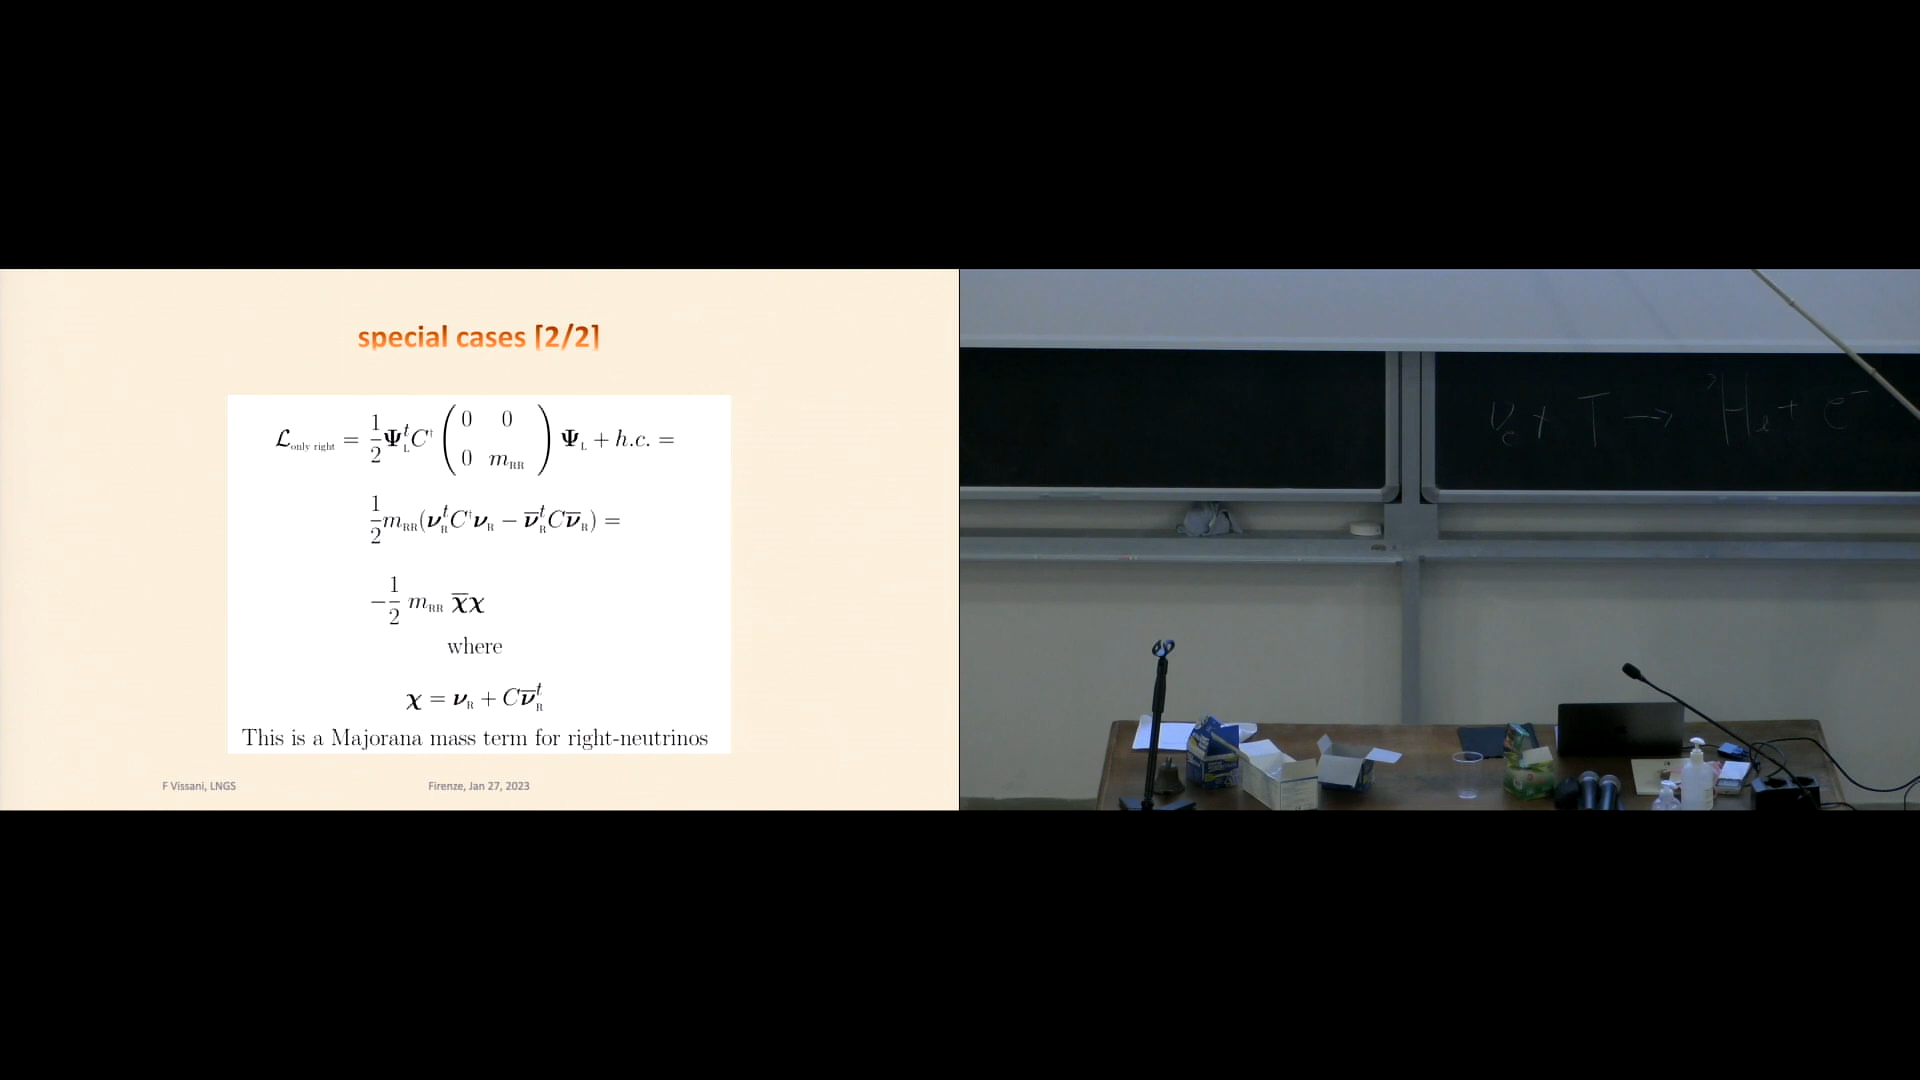 special cases [2/2]
ℒ_only right = 1/2 Ψ_L^t C^† ( 0 0 ; 0 m_RR ) Ψ_L + h.c. =
1/2 m_RR (ν_R^t C^† ν_R − ν̅_R^t C ν̅_R) =
− 1/2 m_RR χ̅χ
where
χ = ν_R + C ν̅_R^t
This is a Majorana mass term for right-neutrinos
F Vissani, LNGS Firenze, Jan 27, 2023
ν_e + T → ³He + e⁻